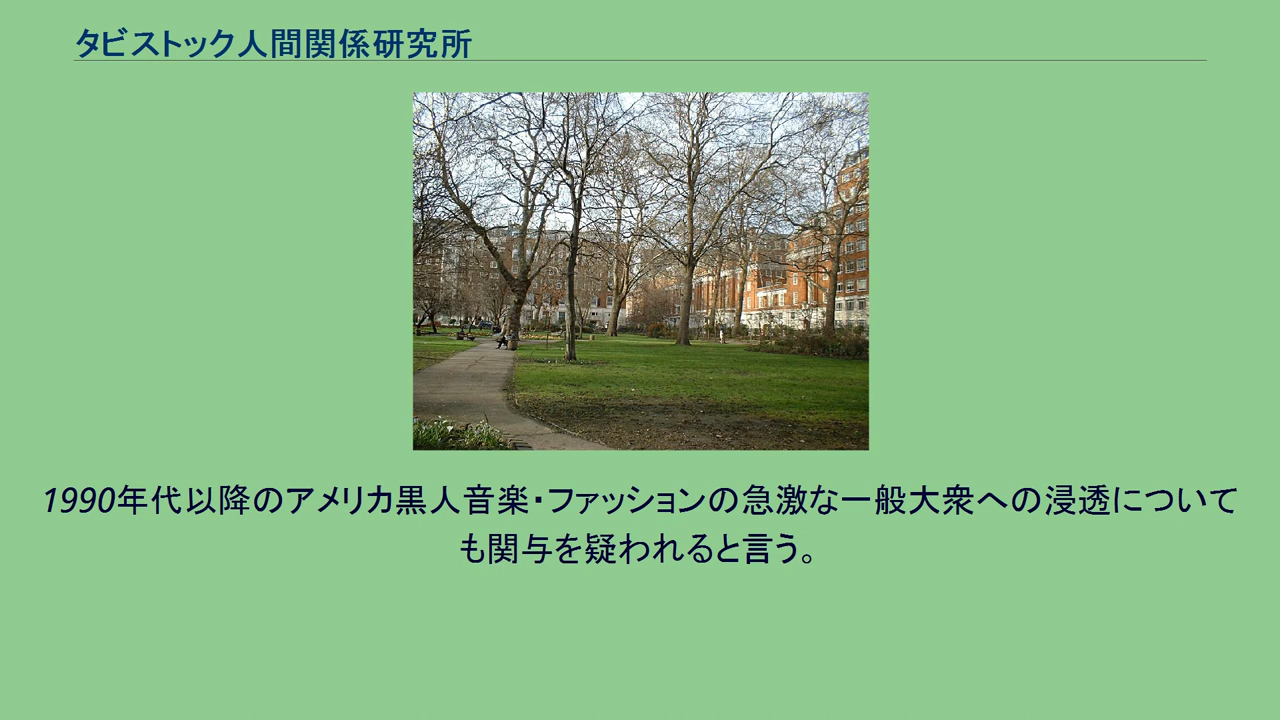 タビストック人間関係研究所
1990年代以降のアメリカ黒人音楽・ファッションの急激な一般大衆への浸透について
も関与を疑われると言う。